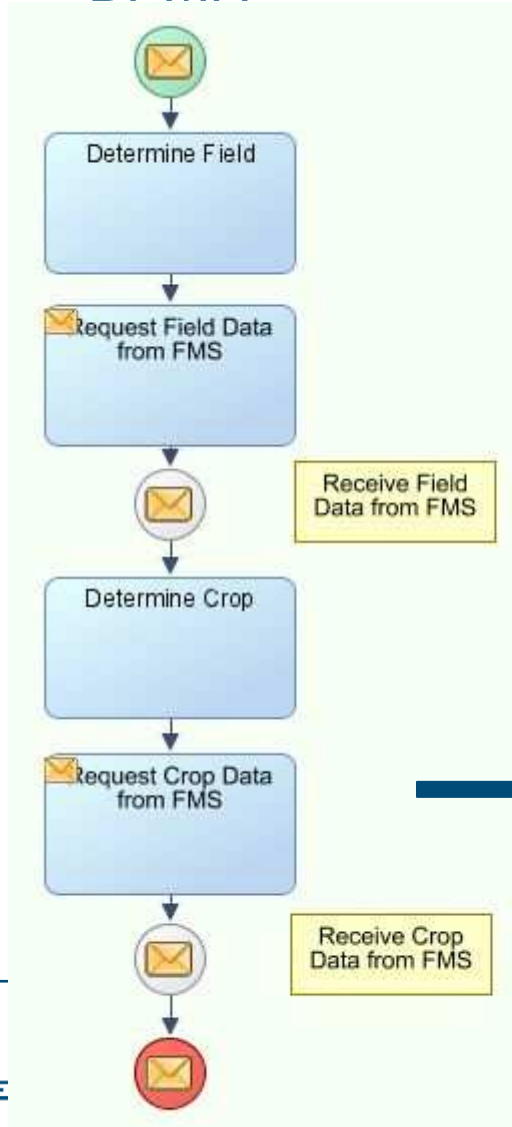 Determine Field
Request Field Data
from FMS
Receive Field
Data from FMS
Determine Crop
Request Crop Data
from FMS
Receive Crop
Data from FMS